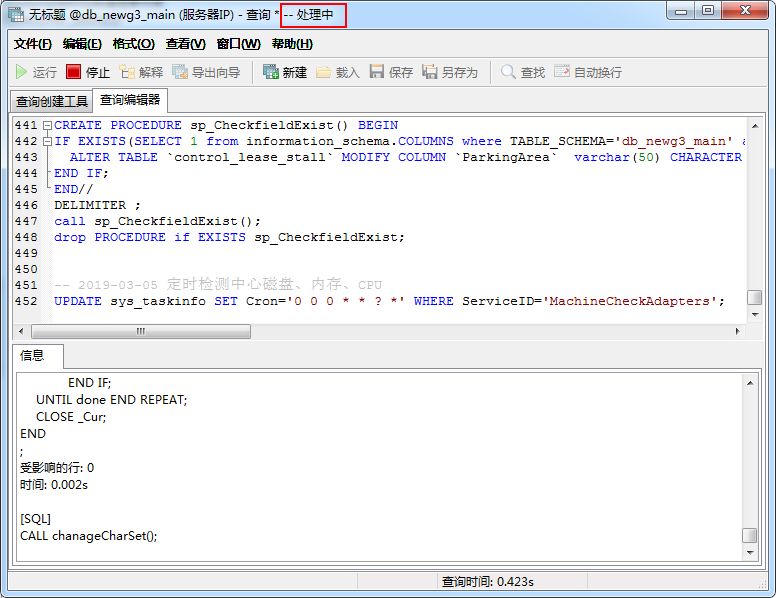 无标题 @db_newg3_main (服务器IP) - 查询 * -- 处理中
文件(F) 编辑(E) 格式(O) 查看(V) 窗口(W) 帮助(H)
运行 停止 解释 导出向导 新建 载入 保存 另存为 查找 自动换行
查询创建工具 查询编辑器
441 CREATE PROCEDURE sp_CheckfieldExist() BEGIN
442 IF EXISTS(SELECT 1 from information_schema.COLUMNS where TABLE_SCHEMA='db_newg3_main' a
443 ALTER TABLE `control_lease_stall` MODIFY COLUMN `ParkingArea` varchar(50) CHARACTER
444 END IF;
445 END//
446 DELIMITER ;
447 call sp_CheckfieldExist();
448 drop PROCEDURE if EXISTS sp_CheckfieldExist;
449
450
451 -- 2019-03-05 定时检测中心磁盘、内存、CPU
452 UPDATE sys_taskinfo SET Cron='0 0 0 * * ? *' WHERE ServiceID='MachineCheckAdapters';
信息
END IF;
UNTIL done END REPEAT;
CLOSE _Cur;
END
;
受影响的行: 0
时间: 0.002s
[SQL]
CALL chanageCharSet();
查询时间: 0.423s